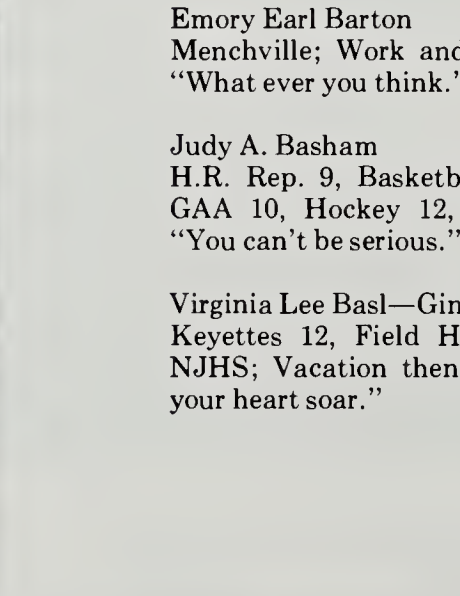 Emory Earl Barton
Menchville; Work and
“What ever you think.”
Judy A. Basham
H.R. Rep. 9, Basketb
GAA 10, Hockey 12,
“You can’t be serious.”
Virginia Lee Basl—Gin
Keyettes 12, Field H
NJHS; Vacation then
your heart soar.”